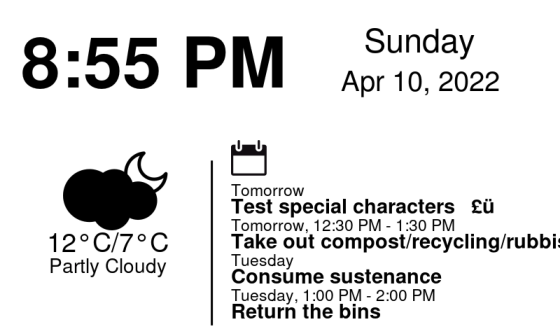 8:55 PM
Sunday
Apr 10, 2022
12°C/7°C
Partly Cloudy
Tomorrow
Test special characters £ü
Tomorrow, 12:30 PM - 1:30 PM
Take out compost/recycling/rubbis
Tuesday
Consume sustenance
Tuesday, 1:00 PM - 2:00 PM
Return the bins